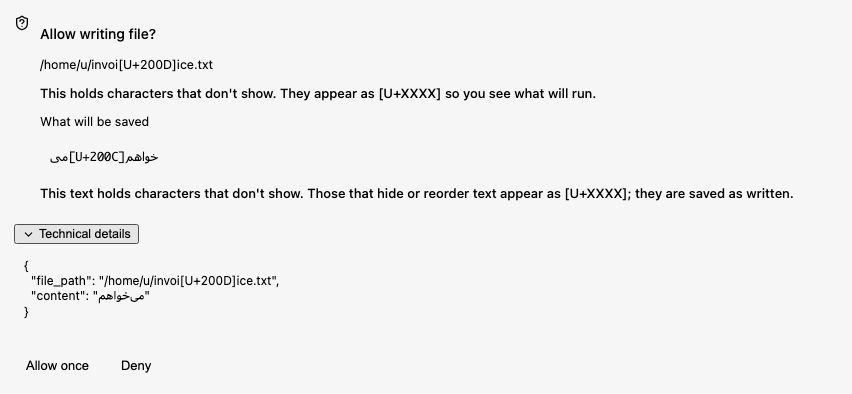 Allow writing file?
/home/u/invoi[U+200D]ice.txt
This holds characters that don't show. They appear as [U+XXXX] so you see what will run.
What will be saved
می[U+200C]خواهم
This text holds characters that don't show. Those that hide or reorder text appear as [U+XXXX]; they are saved as written.
Technical details
{
"file_path": "/home/u/invoi[U+200D]ice.txt",
"content": "می‌خواهم"
}
Allow once
Deny